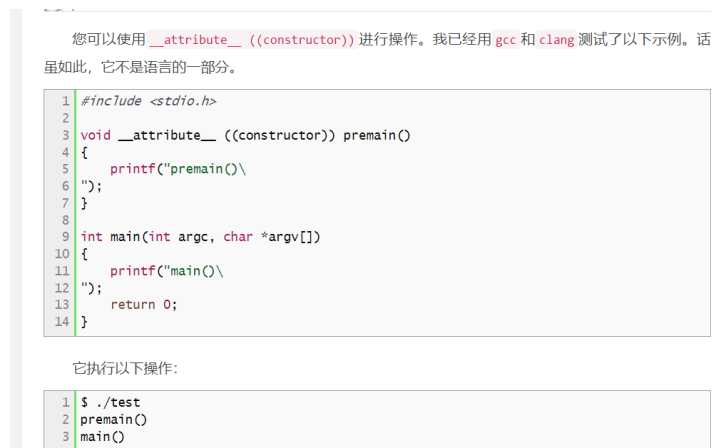 您可以使用 __attribute__ ((constructor)) 进行操作。我已经用 gcc 和 clang 测试了以下示例。话
虽如此，它不是语言的一部分。
1 #include <stdio.h>
2
3 void __attribute__ ((constructor)) premain()
4 {
5     printf("premain()\
6 ");
7 }
8
9 int main(int argc, char *argv[])
10 {
11     printf("main()\
12 ");
13     return 0;
14 }
它执行以下操作：
1 $ ./test
2 premain()
3 main()